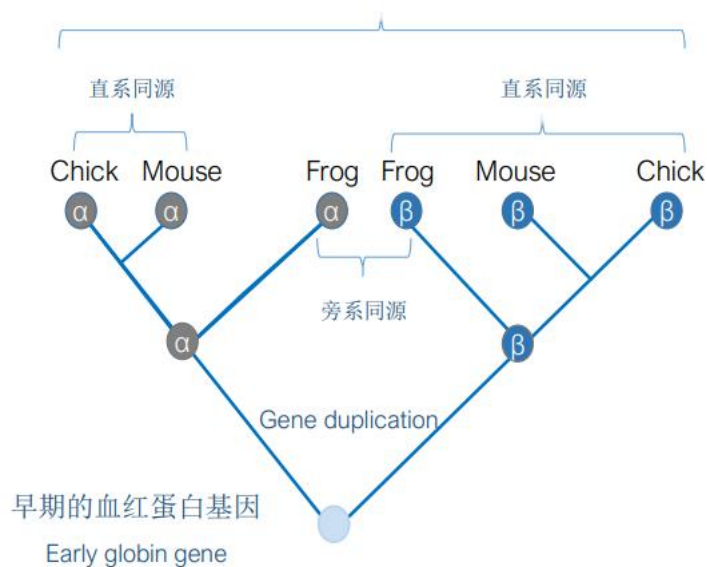 直系同源 直系同源
Chick Mouse Frog Frog Mouse Chick
α α α β β β
旁系同源
α β
Gene duplication
早期的血红蛋白基因
Early globin gene